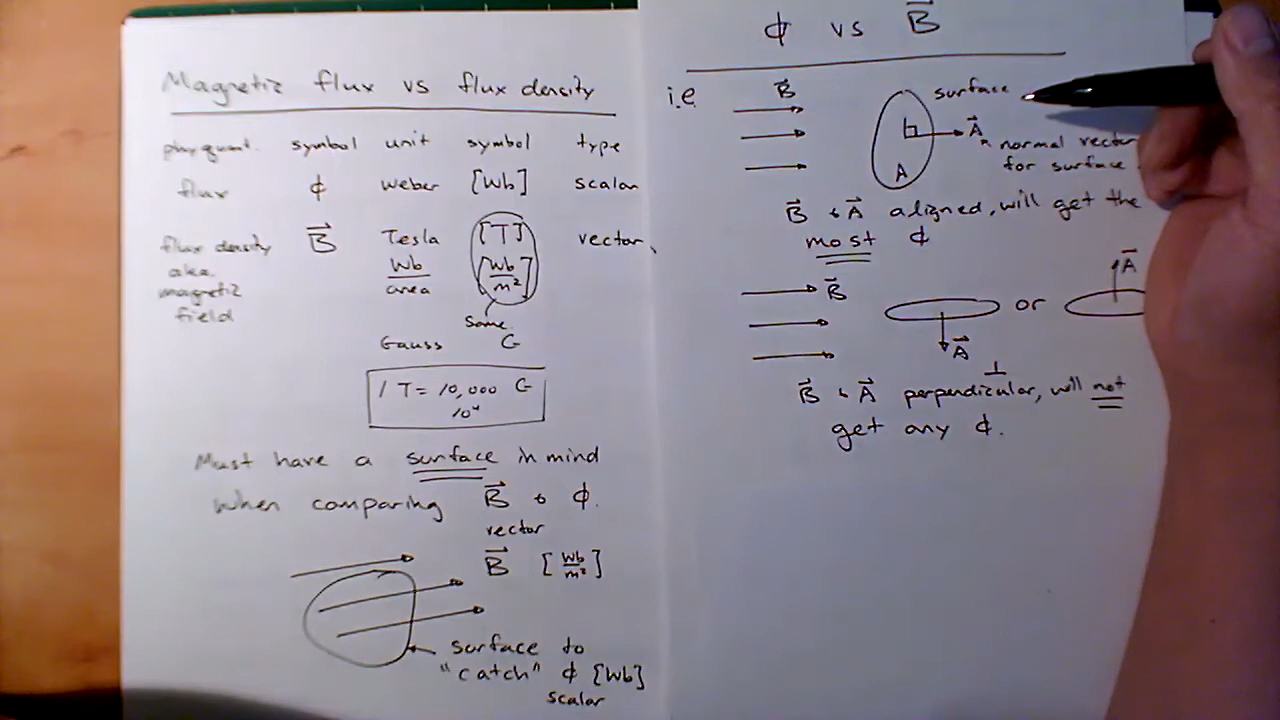 Magnetic flux vs flux density
phy quant. symbol unit symbol type
flux ϕ Weber [Wb] scalar
flux density B⃗ Tesla [T] vector
aka Wb/area [Wb/m²]
magnetic
field
Same
Gauss G
1 T = 10,000 G
10⁴
Must have a surface in mind
when comparing B⃗ & ϕ.
vector
B⃗ [Wb/m²]
surface to
"catch" ϕ [Wb]
scalar
ϕ vs B⃗
i.e B⃗ surface
A⃗ normal vector
for surface.
A
B⃗ & A⃗ aligned, will get the
most ϕ
B⃗ or A⃗
A⃗
⊥
B⃗ & A⃗ perpendicular, will not
get any ϕ.